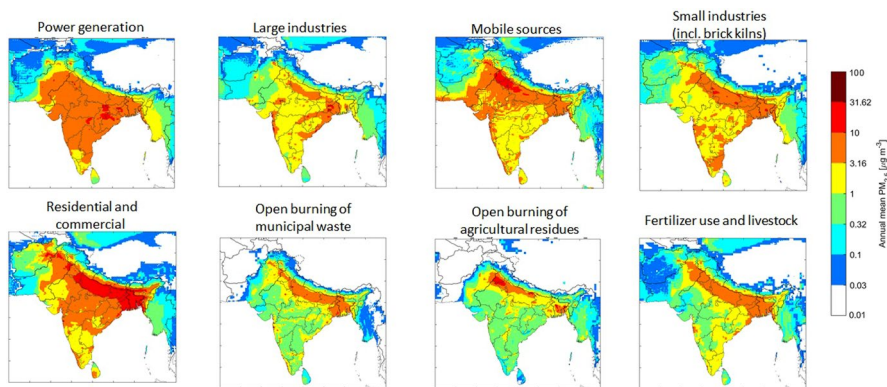 Power generation
Large industries
Mobile sources
Small industries
(incl. brick kilns)
Residential and
commercial
Open burning of
municipal waste
Open burning of
agricultural residues
Fertilizer use and livestock
100
31.62
10
3.16
1
0.32
0.1
0.03
0.01
Annual mean PM2.5 [µg m-3]